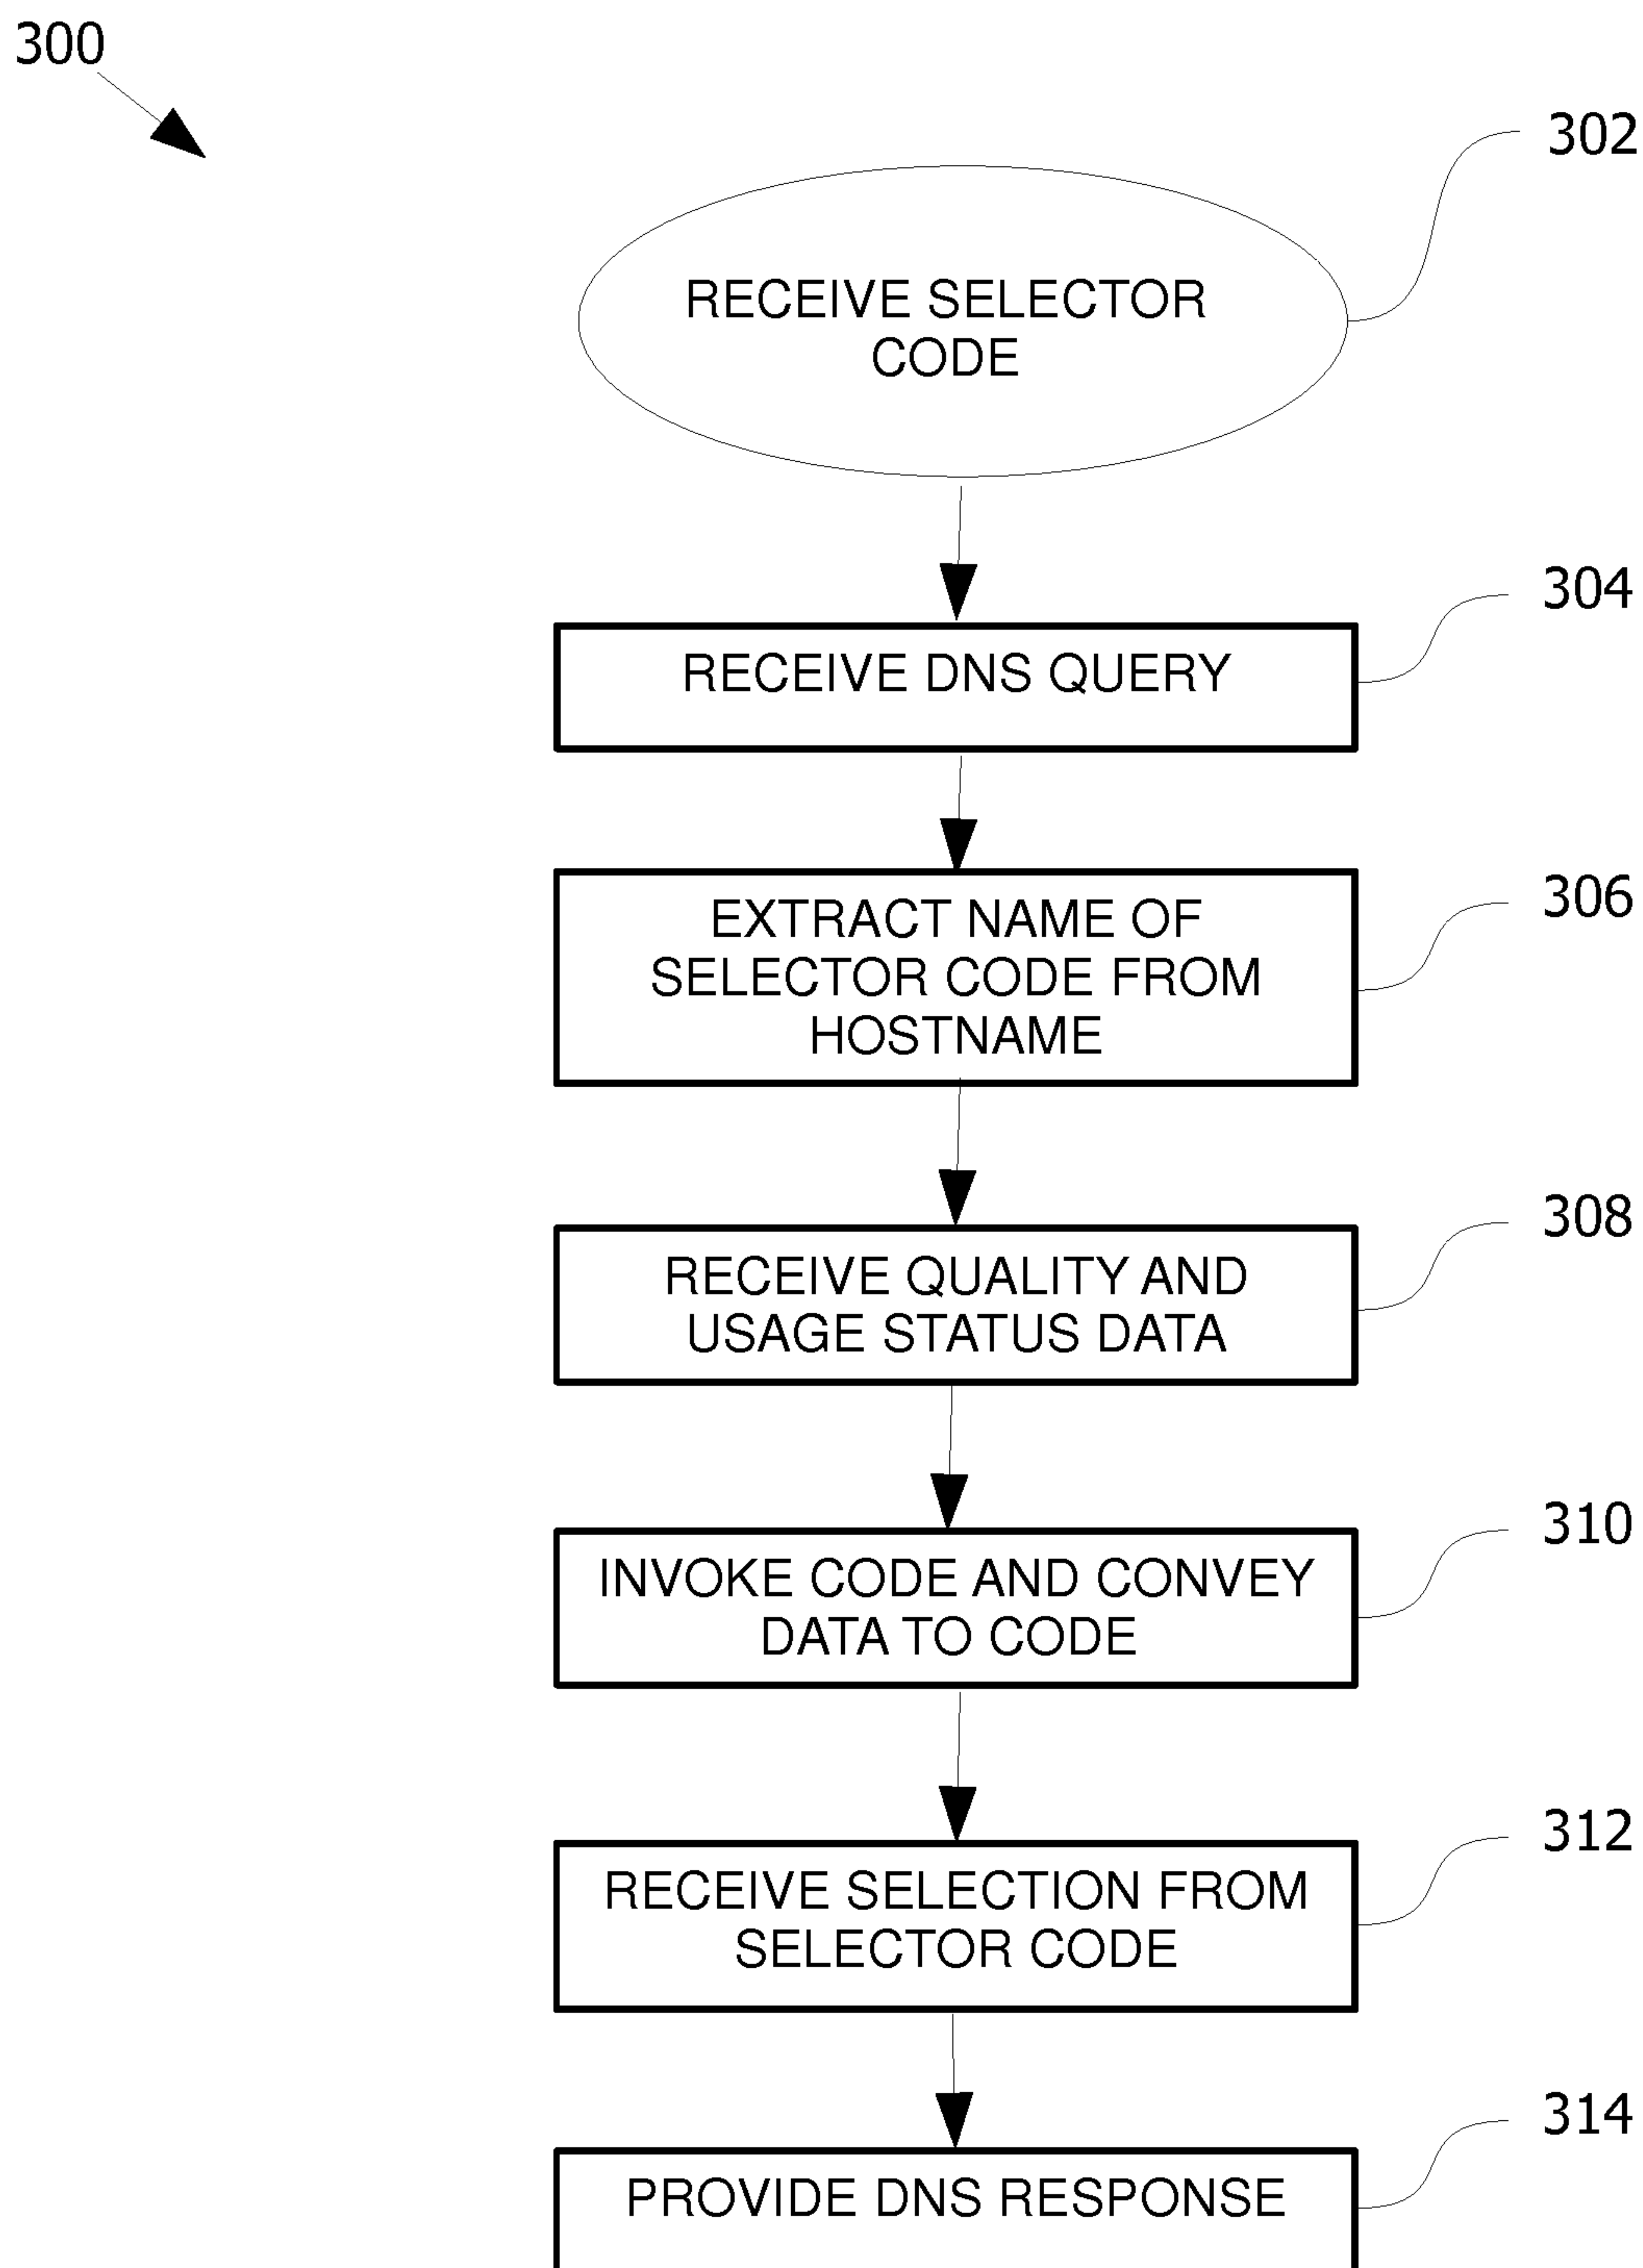 300
302
RECEIVE SELECTOR
CODE
304
RECEIVE DNS QUERY
306
EXTRACT NAME OF
SELECTOR CODE FROM
HOSTNAME
308
RECEIVE QUALITY AND
USAGE STATUS DATA
310
INVOKE CODE AND CONVEY
DATA TO CODE
312
RECEIVE SELECTION FROM
SELECTOR CODE
314
PROVIDE DNS RESPONSE